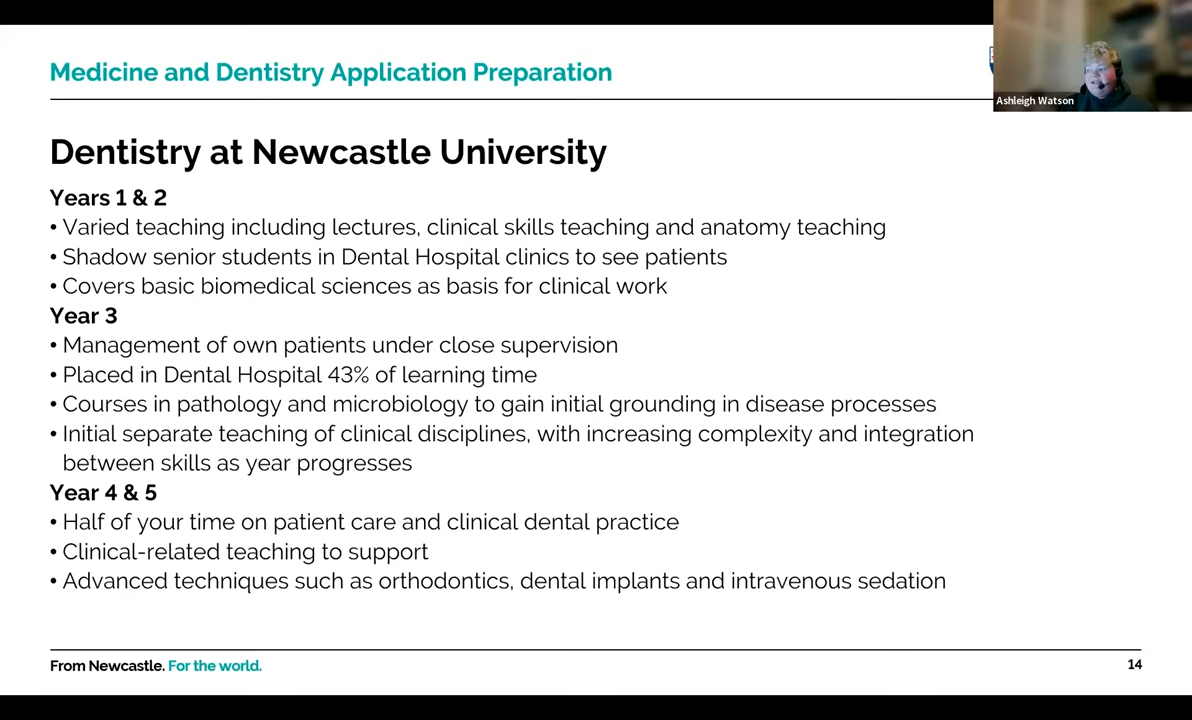 Medicine and Dentistry Application Preparation
Ashleigh Watson
Dentistry at Newcastle University
Years 1 & 2
• Varied teaching including lectures, clinical skills teaching and anatomy teaching
• Shadow senior students in Dental Hospital clinics to see patients
• Covers basic biomedical sciences as basis for clinical work
Year 3
• Management of own patients under close supervision
• Placed in Dental Hospital 43% of learning time
• Courses in pathology and microbiology to gain initial grounding in disease processes
• Initial separate teaching of clinical disciplines, with increasing complexity and integration
between skills as year progresses
Year 4 & 5
• Half of your time on patient care and clinical dental practice
• Clinical-related teaching to support
• Advanced techniques such as orthodontics, dental implants and intravenous sedation
From Newcastle. For the world.
14